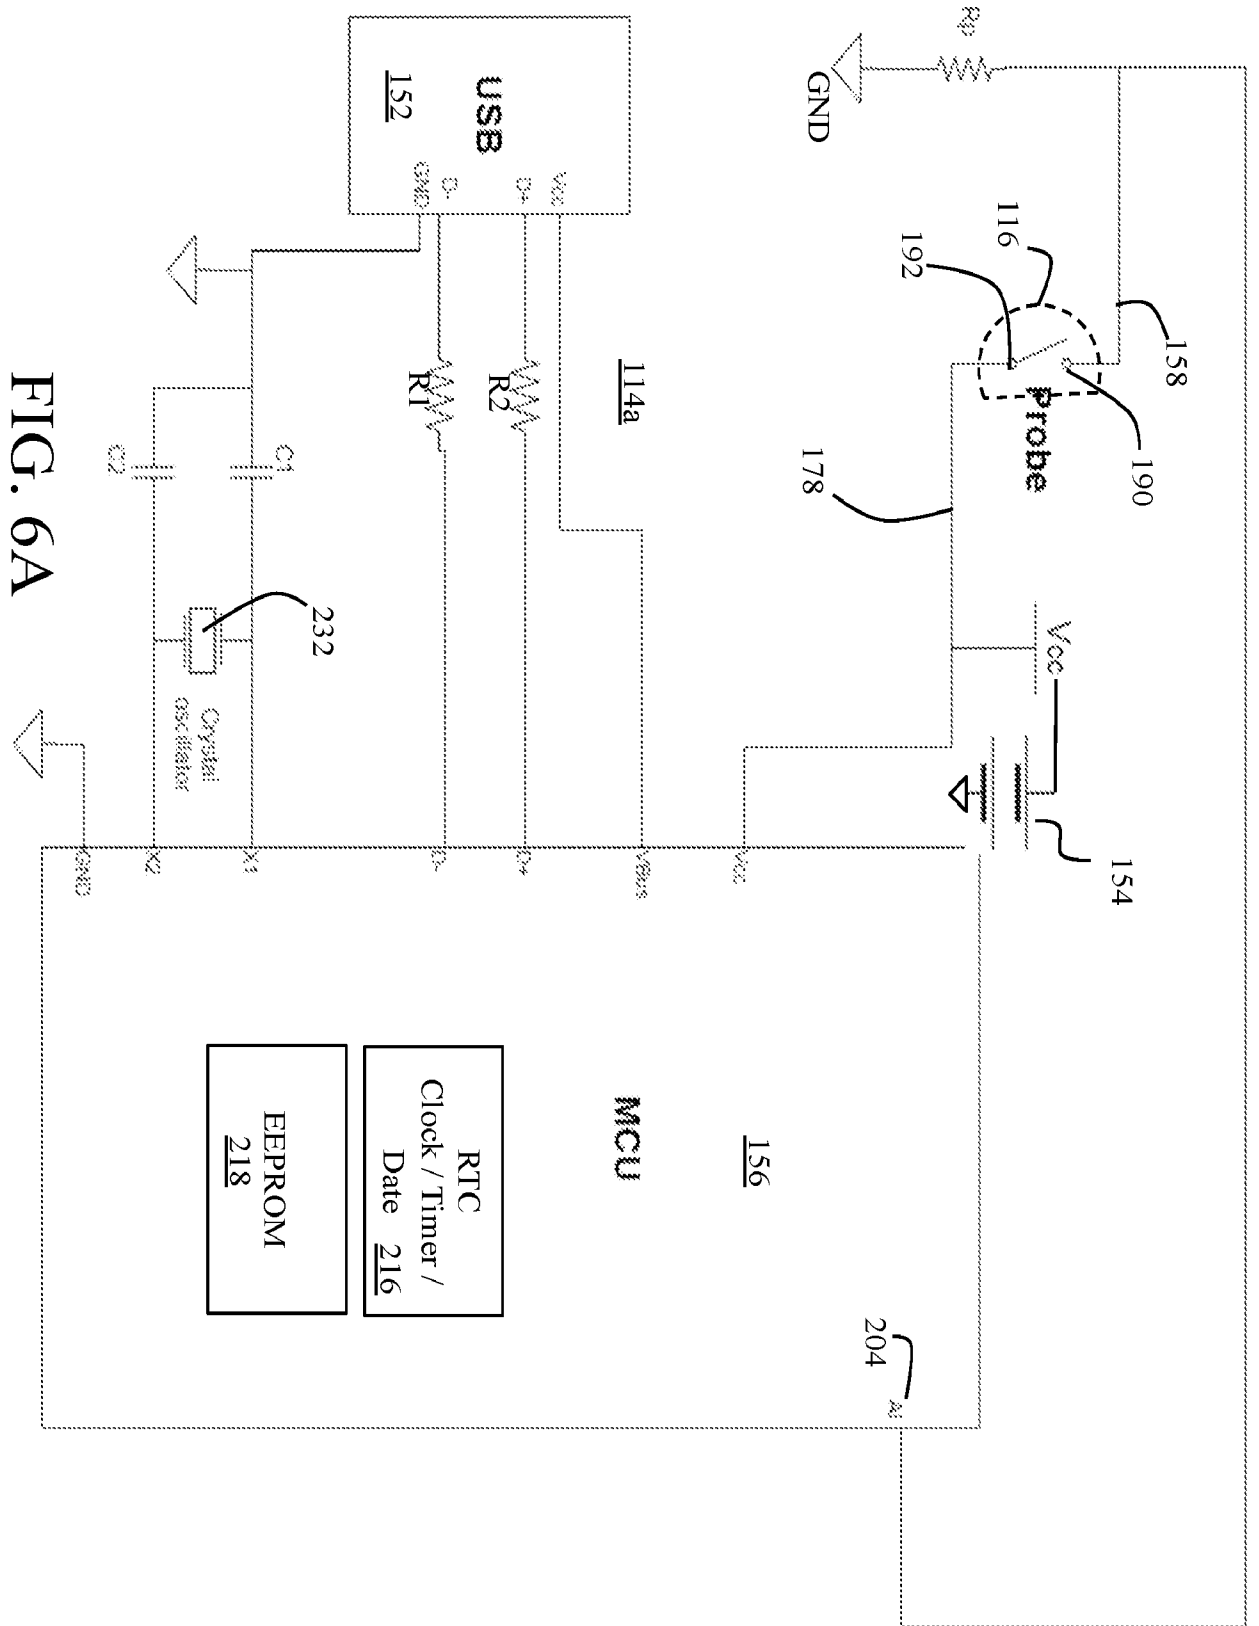 158
190
154
Vcc
Probe
116
192
204
GND
178
156
Vcc
VBus
114a
MCU
Vcc
D+
D+
R2
USB
RTC
Clock / Timer /
Date 216
D-
D-
GND
R1
152
232
C1
EEPROM
218
X1
Crystal
oscillator
X2
C2
GND
FIG. 6A